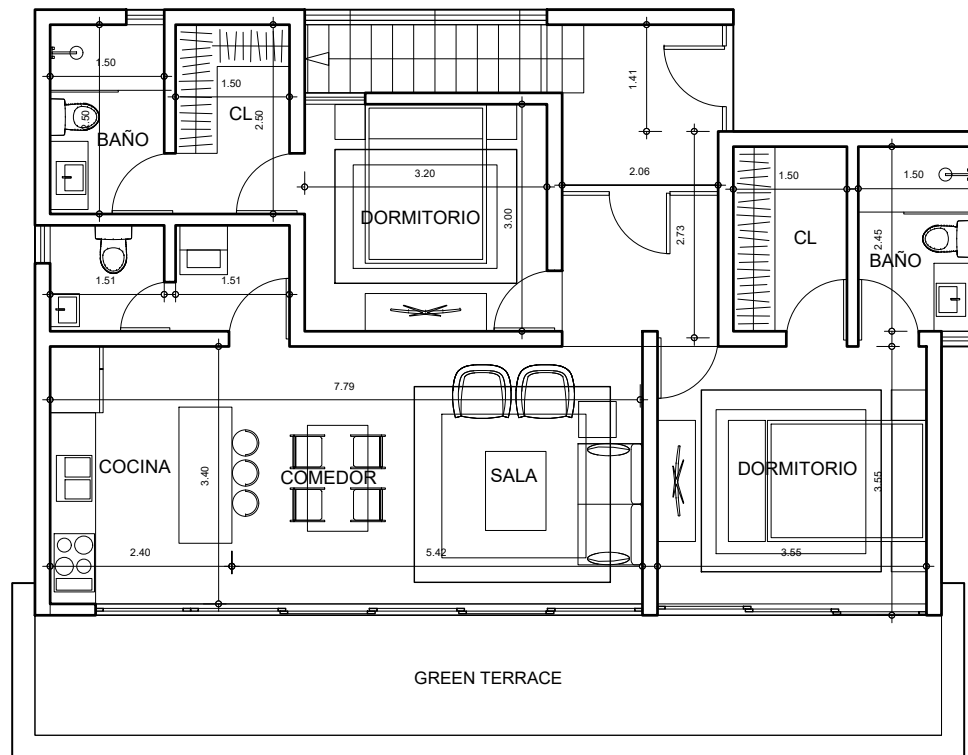 1.50
1.50
2.50
BAÑO
CL
2.50
1.41
3.20
2.06
DORMITORIO
3.00
2.73
1.50
1.50
CL
2.45
BAÑO
1.51
1.51
7.79
COCINA
3.40
COMEDOR
SALA
DORMITORIO
3.55
2.40
5.42
3.55
GREEN TERRACE